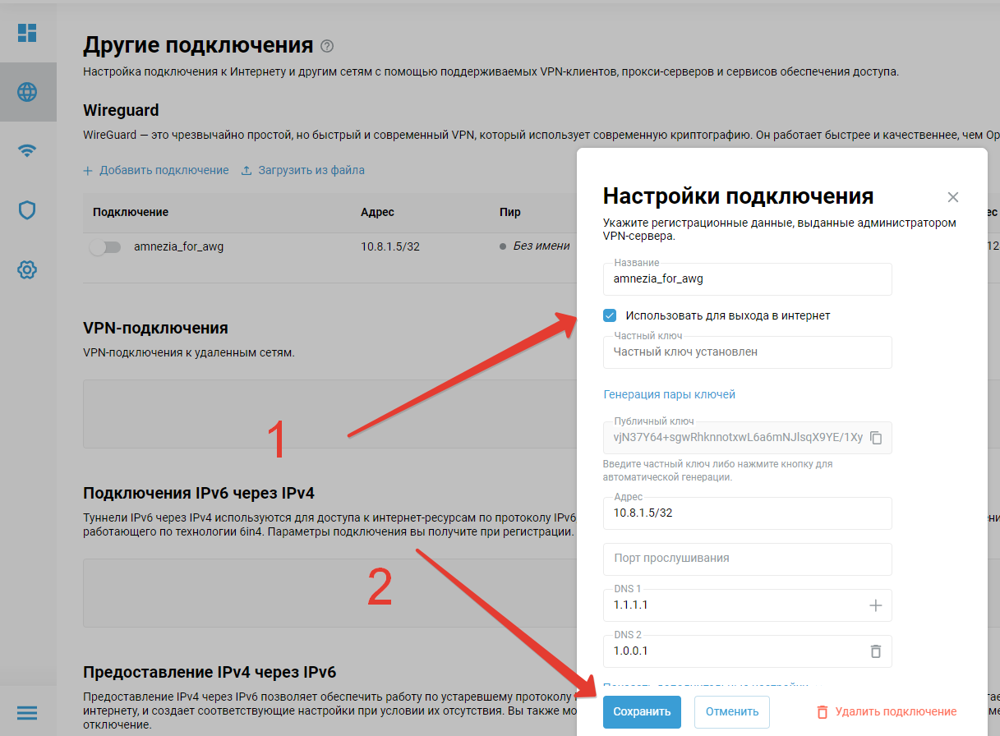 Другие подключения
Настройка подключения к Интернету и другим сетям с помощью поддерживаемых VPN-клиентов, прокси-серверов и сервисов обеспечения доступа.
Wireguard
WireGuard — это чрезвычайно простой, но быстрый и современный VPN, который использует современную криптографию. Он работает быстрее и качественнее, чем Op
Добавить подключение Загрузить из файла
Подключение Адрес Пир
amnezia_for_awg 10.8.1.5/32 Без имени
VPN-подключения
VPN-подключения к удаленным сетям.
1
Подключения IPv6 через IPv4
Туннели IPv6 через IPv4 используются для доступа к интернет-ресурсам по протоколу IPv6
работающего по технологии 6in4. Параметры подключения вы получите при регистрации.
2
Предоставление IPv4 через IPv6
Предоставление IPv4 через IPv6 позволяет обеспечить работу по устаревшему протоколу
интернету, и создает соответствующие настройки при условии их отсутствия. Вы также мо
отключение.
Настройки подключения
Укажите регистрационные данные, выданные администратором
VPN-сервера.
Название
amnezia_for_awg
Использовать для выхода в интернет
Частный ключ
Частный ключ установлен
Генерация пары ключей
Публичный ключ
vjN37Y64+sgwRhknnotxwL6a6mNJlsqX9YE/1Xy
Введите частный ключ либо нажмите кнопку для
автоматической генерации.
Адрес
10.8.1.5/32
Порт прослушивания
DNS 1
1.1.1.1
DNS 2
1.0.0.1
Показать дополнительные настройки
Сохранить Отменить Удалить подключение